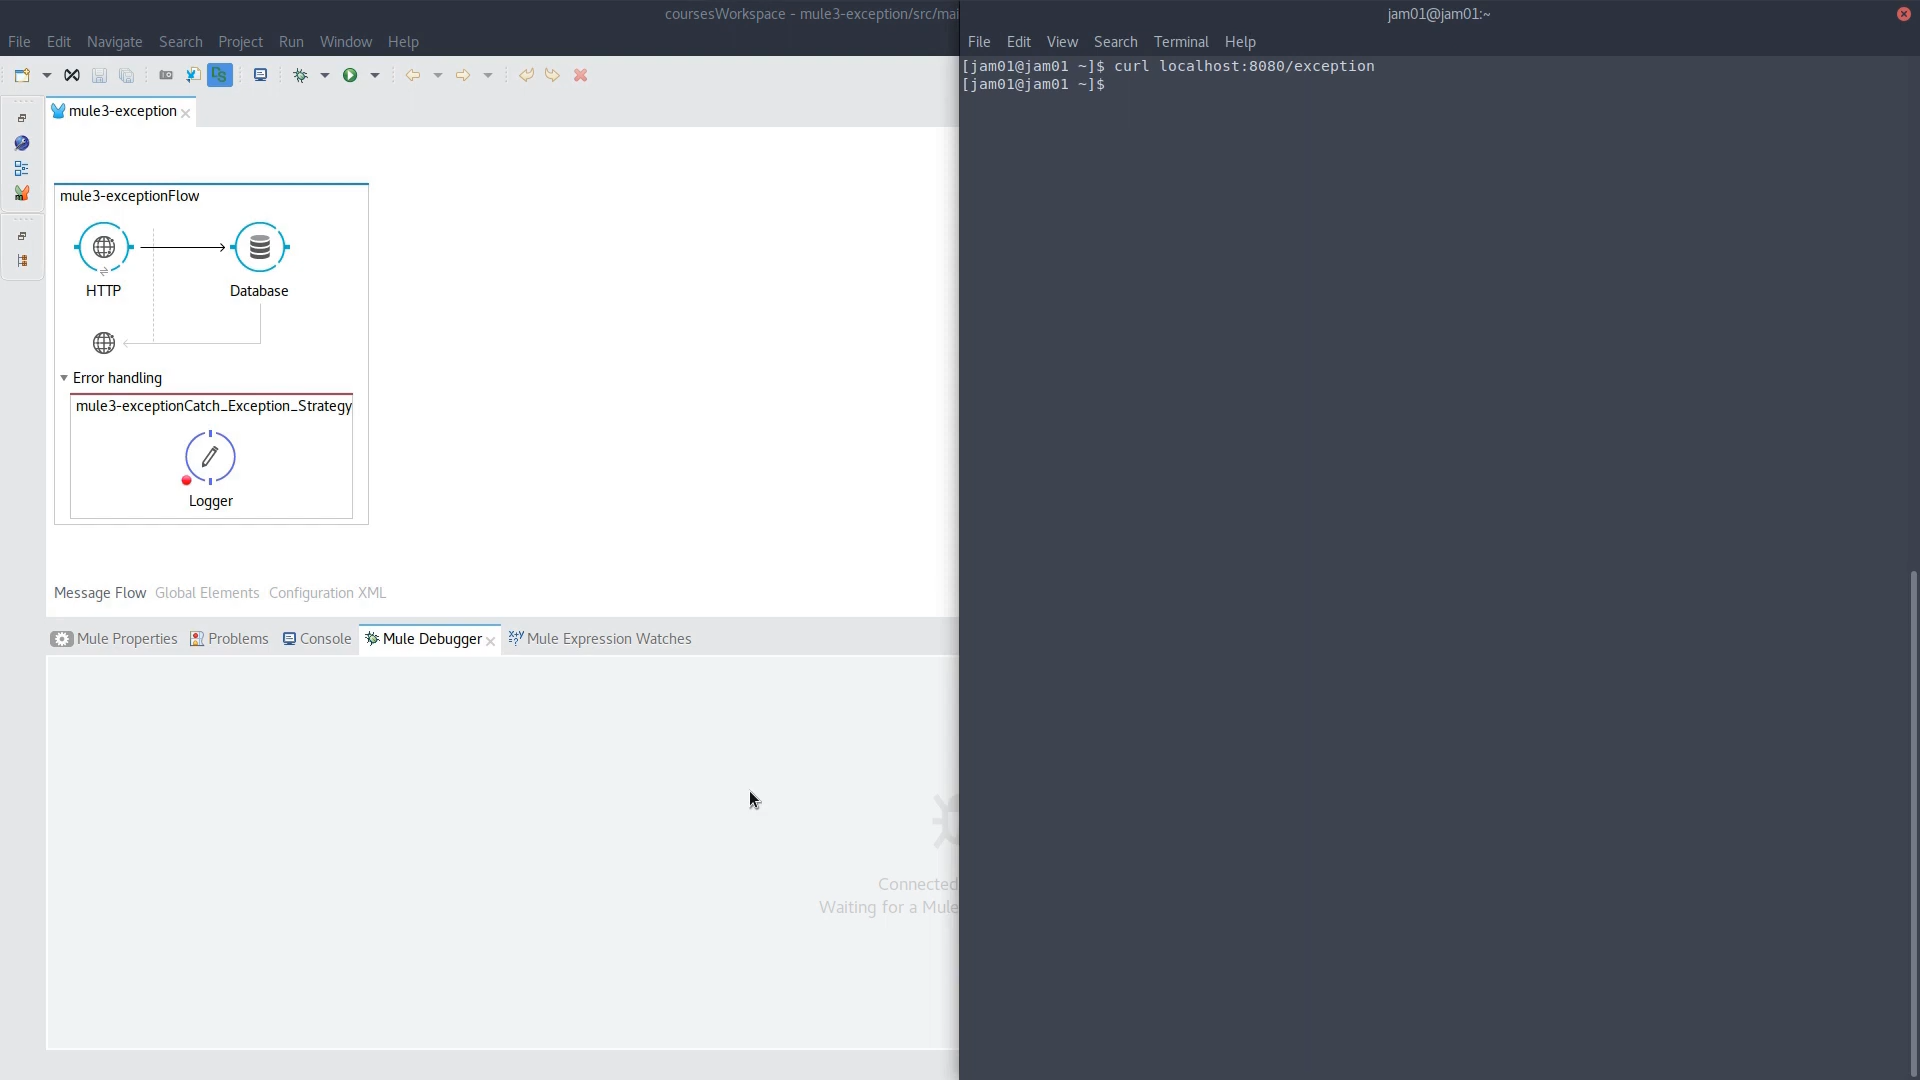 coursesWorkspace - mule3-exception/src/mai
File Edit Navigate Search Project Run Window Help
mule3-exception
mule3-exceptionFlow
HTTP
Database
Error handling
mule3-exceptionCatch_Exception_Strategy
Logger
Message Flow Global Elements Configuration XML
Mule Properties Problems Console Mule Debugger Mule Expression Watches
Connected
Waiting for a Mule
jam01@jam01:~
File Edit View Search Terminal Help
[jam01@jam01 ~]$ curl localhost:8080/exception
[jam01@jam01 ~]$